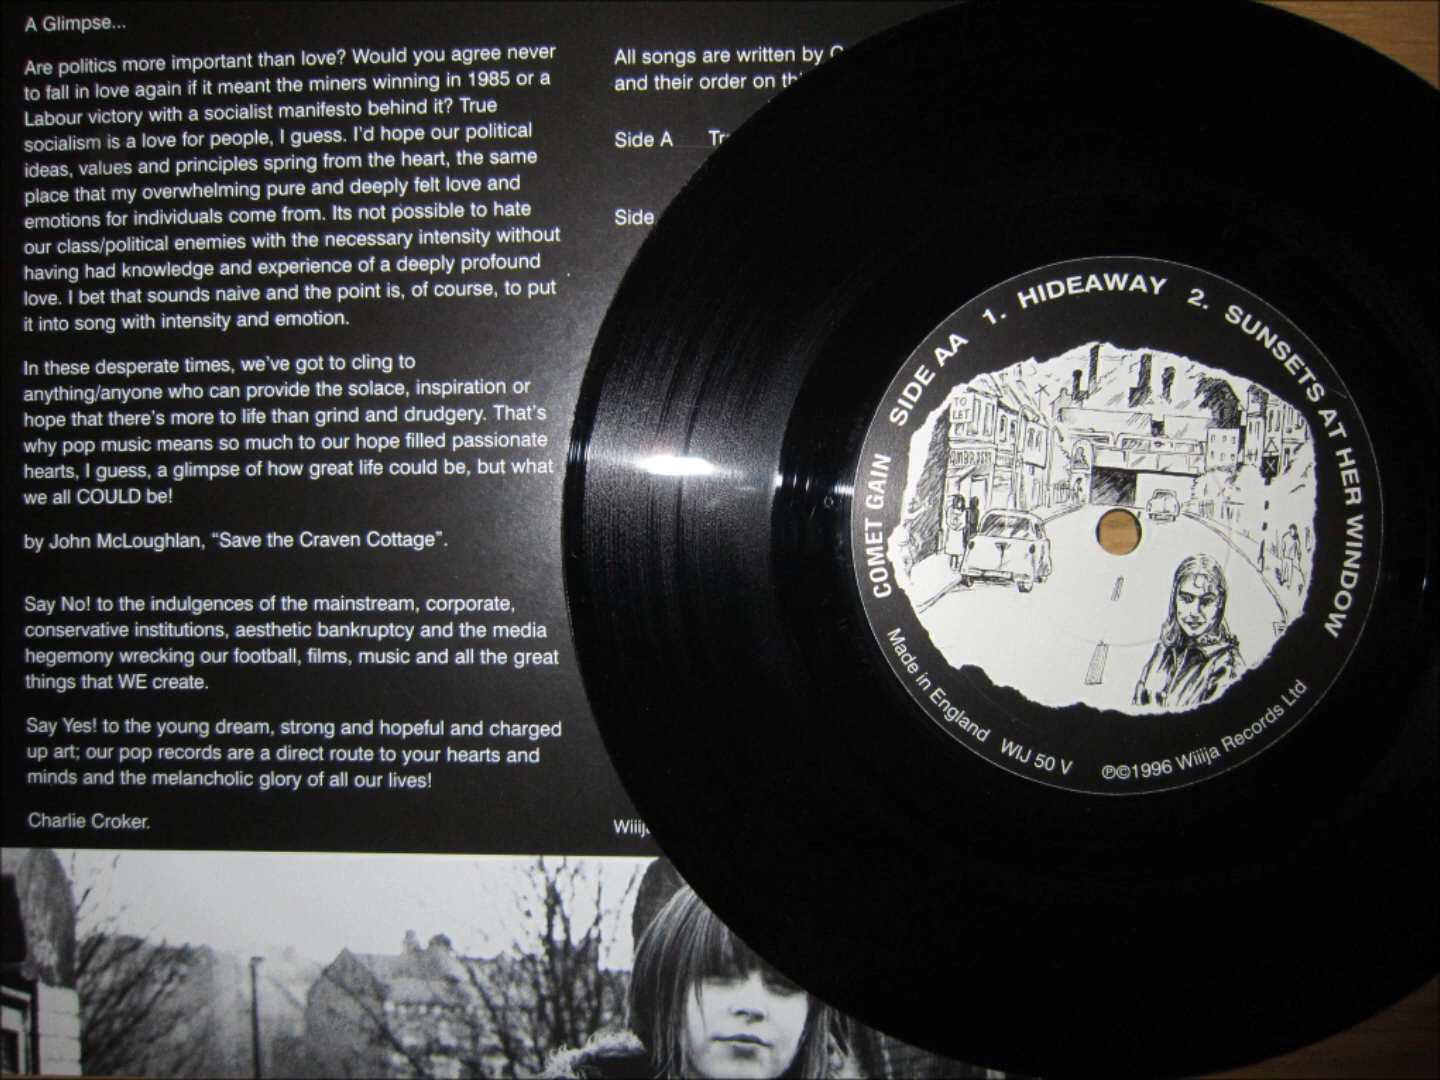 A Glimpse...
Are politics more important than love? Would you agree never
to fall in love again if it meant the miners winning in 1985 or a
Labour victory with a socialist manifesto behind it? True
socialism is a love for people, I guess. I'd hope our political
ideas, values and principles spring from the heart, the same
place that my overwhelming pure and deeply felt love and
emotions for individuals come from. Its not possible to hate
our class/political enemies with the necessary intensity without
having had knowledge and experience of a deeply profound
love. I bet that sounds naive and the point is, of course, to put
it into song with intensity and emotion.
In these desperate times, we've got to cling to
anything/anyone who can provide the solace, inspiration or
hope that there's more to life than grind and drudgery. That's
why pop music means so much to our hope filled passionate
hearts, I guess, a glimpse of how great life could be, but what
we all COULD be!
by John McLoughlan, “Save the Craven Cottage”.
Say No! to the indulgences of the mainstream, corporate,
conservative institutions, aesthetic bankruptcy and the media
hegemony wrecking our football, films, music and all the great
things that WE create.
Say Yes! to the young dream, strong and hopeful and charged
up art; our pop records are a direct route to your hearts and
minds and the melancholic glory of all our lives!
Charlie Croker.
All songs are written by
and their order on
Side A
Side
COMET GAIN SIDE AA 1. HIDEAWAY 2. SUNSETS AT HER WINDOW
TO
LET
Made in England WIJ 50 V ℗©1996 Wiiija Records Ltd